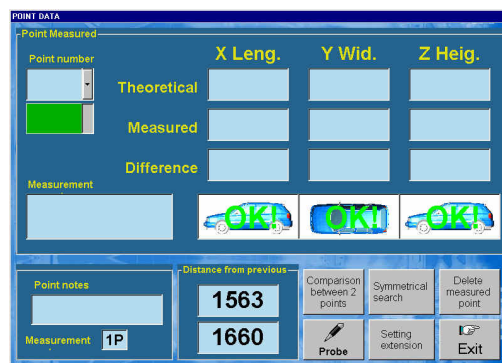 POINT DATA
Point Measured
Point number
X Leng. Y Wid. Z Heig.
Theoretical
Measured
Difference
Measurement
OK! OK! OK!
Point notes
Measurement 1P
Distance from previous
1563
1660
Comparison
between 2
points
Symmetrical
search
Delete
measured
point
Probe
Setting
extension
Exit